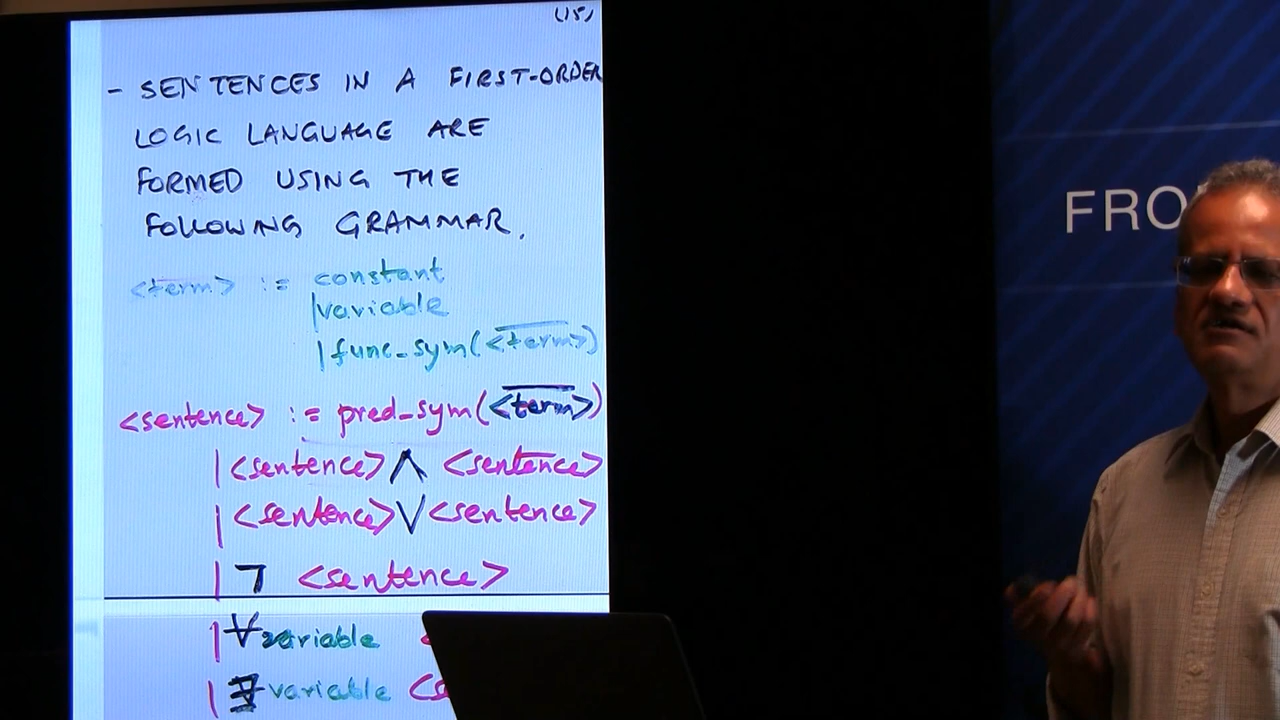 (15)
- SENTENCES IN A FIRST-ORDER
LOGIC LANGUAGE ARE
FORMED USING THE
FOLLOWING GRAMMAR.
<term> := constant
|variable
|func_sym(<term>)
<sentence> := pred_sym(<term>)
|<sentence> ∧ <sentence>
|<sentence> ∨ <sentence>
| ¬ <sentence>
| ∀ variable <
| ∃ variable <se
FRO